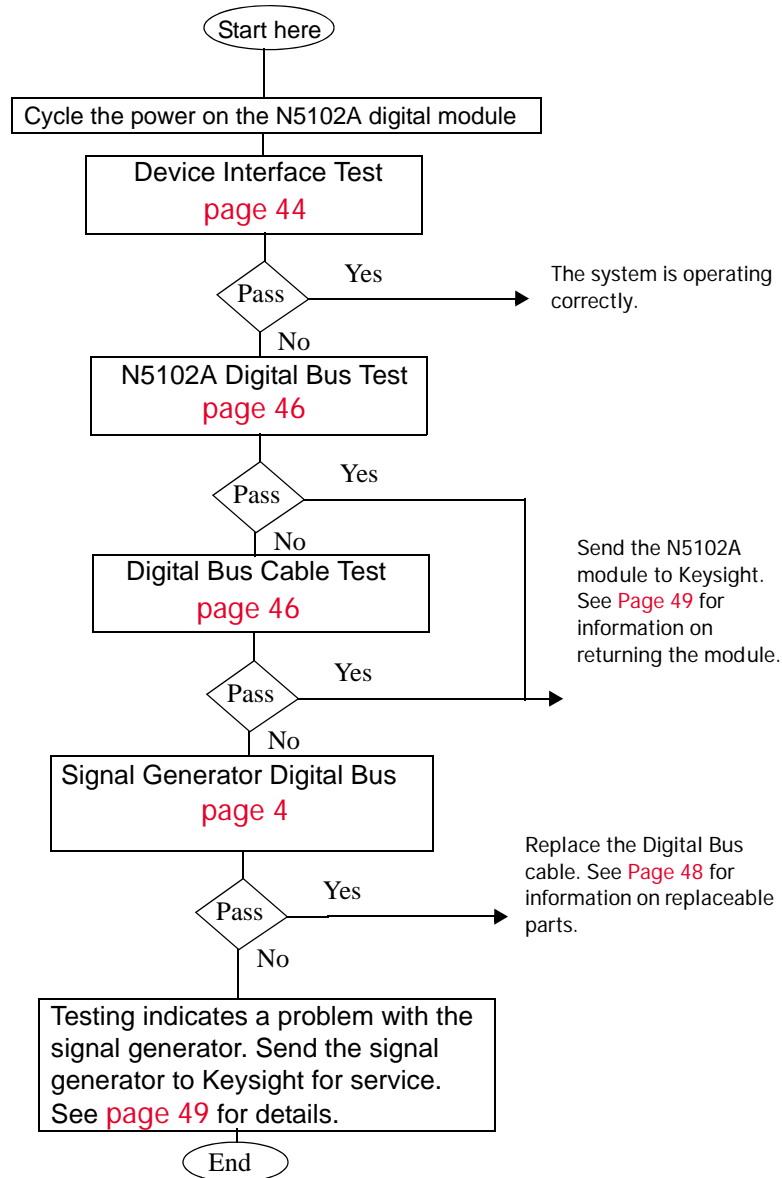 Start here
Cycle the power on the N5102A digital module
Device Interface Test
page 44
Pass
Yes
The system is operating
correctly.
No
N5102A Digital Bus Test
page 46
Pass
Yes
No
Digital Bus Cable Test
page 46
Send the N5102A
module to Keysight.
See Page 49 for
information on
returning the module.
Pass
Yes
No
Signal Generator Digital Bus
page 4
Replace the Digital Bus
cable. See Page 48 for
information on replaceable
parts.
Pass
Yes
No
Testing indicates a problem with the
signal generator. Send the signal
generator to Keysight for service.
See page 49 for details.
End